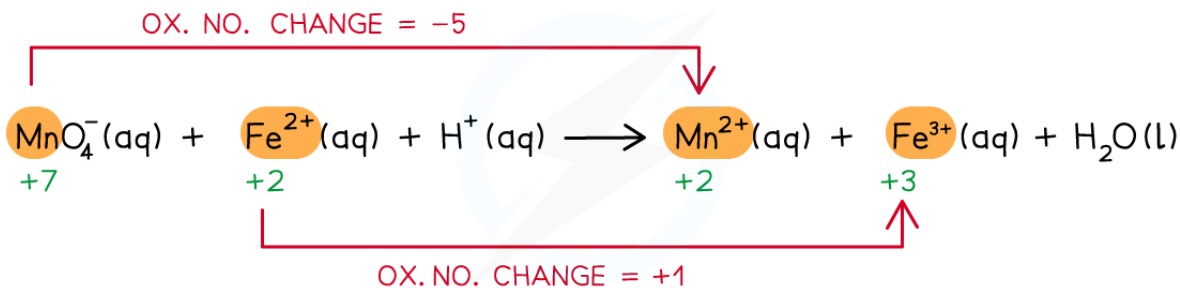 OX. NO. CHANGE = −5
MnO₄⁻(aq) + Fe²⁺(aq) + H⁺(aq) ⟶ Mn²⁺(aq) + Fe³⁺(aq) + H₂O(l)
+7 +2 +2 +3
OX. NO. CHANGE = +1